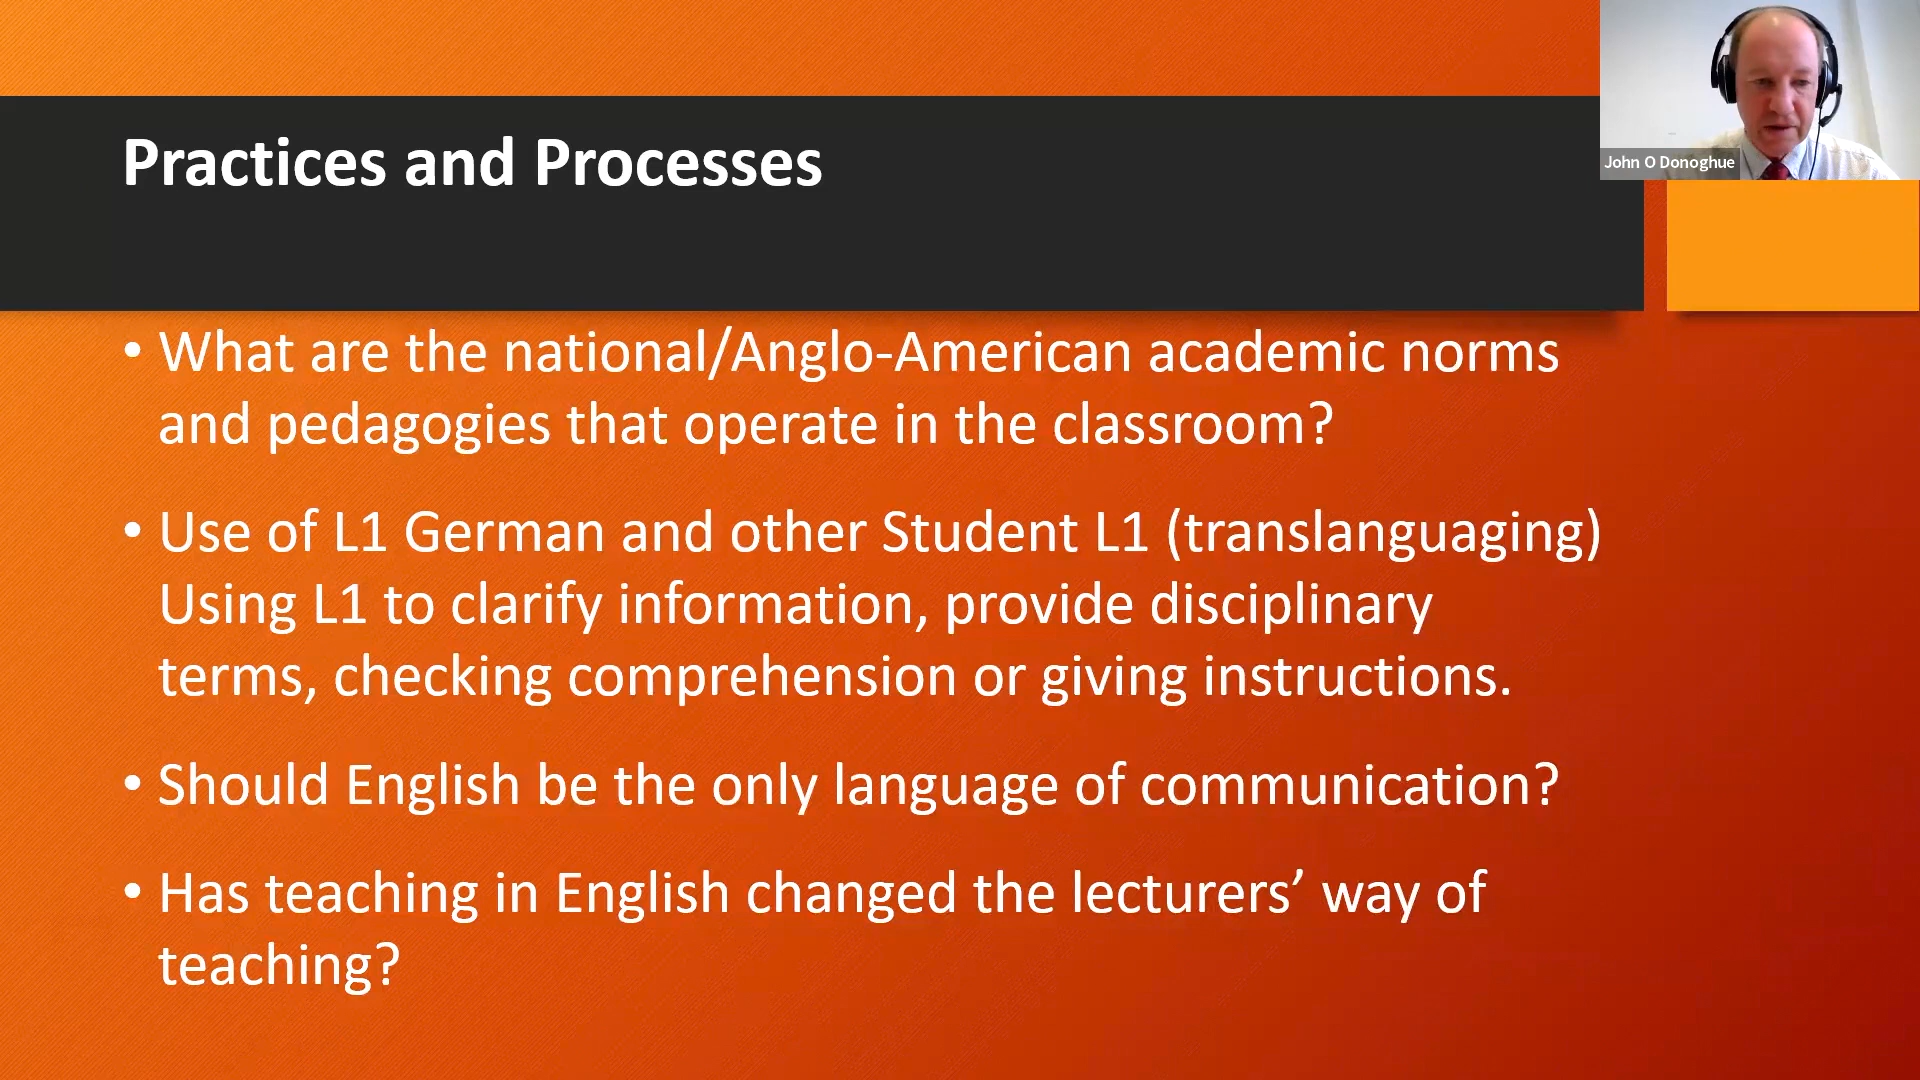 John O Donoghue
Practices and Processes
• What are the national/Anglo-American academic norms
and pedagogies that operate in the classroom?
• Use of L1 German and other Student L1 (translanguaging)
Using L1 to clarify information, provide disciplinary
terms, checking comprehension or giving instructions.
• Should English be the only language of communication?
• Has teaching in English changed the lecturers’ way of
teaching?